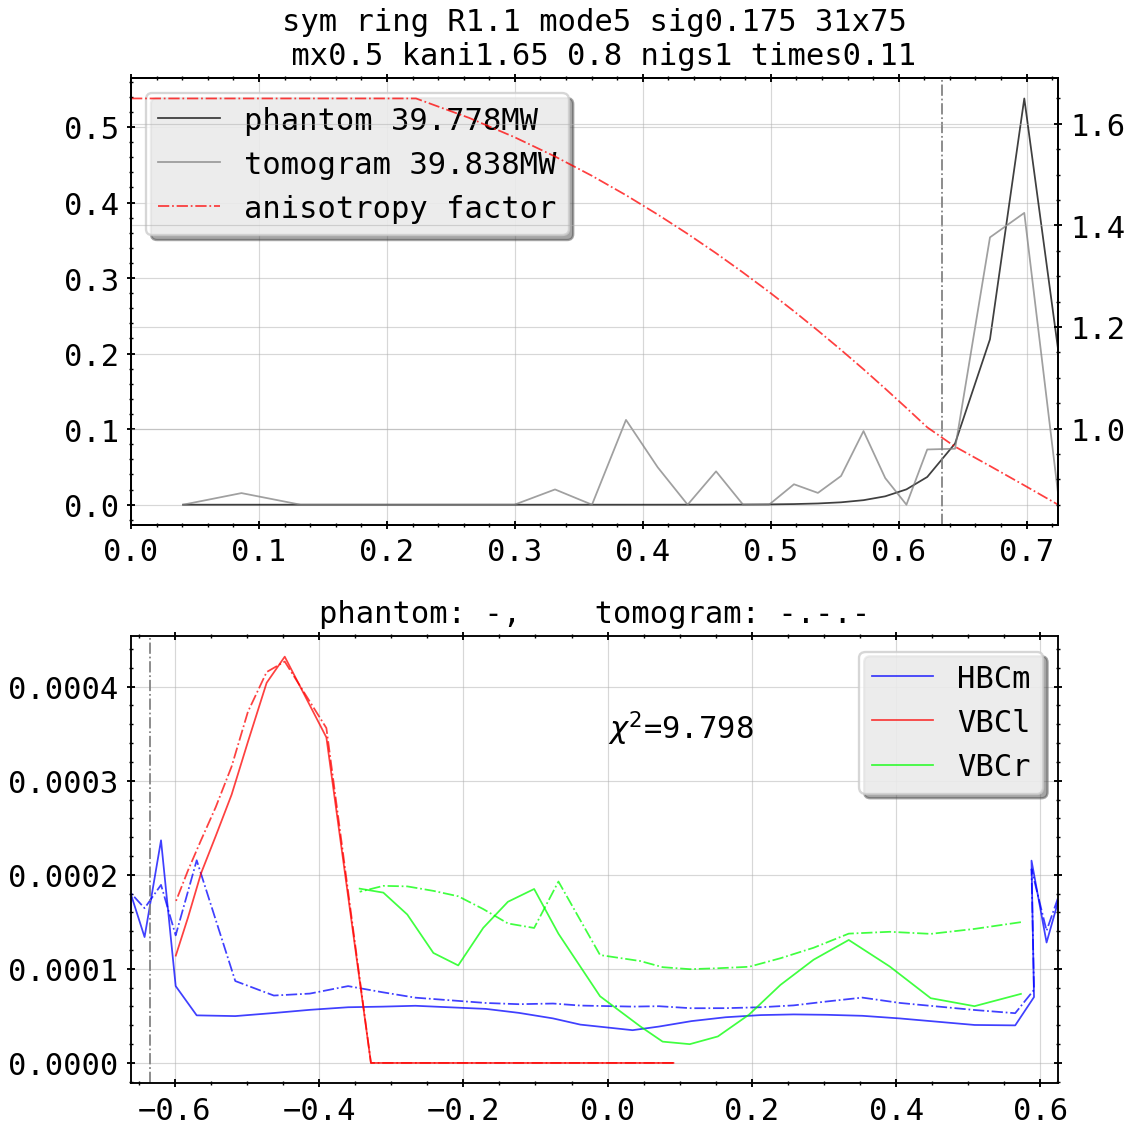 sym ring R1.1 mode5 sig0.175 31x75
mx0.5 kani1.65 0.8 nigs1 times0.11
phantom 39.778MW
tomogram 39.838MW
anisotropy factor
0.5
0.4
0.3
0.2
0.1
0.0
1.6
1.4
1.2
1.0
0.0 0.1 0.2 0.3 0.4 0.5 0.6 0.7
phantom: -,    tomogram: -.-.-
HBCm
VBCl
VBCr
χ²=9.798
0.0004
0.0003
0.0002
0.0001
0.0000
−0.6 −0.4 −0.2 0.0 0.2 0.4 0.6